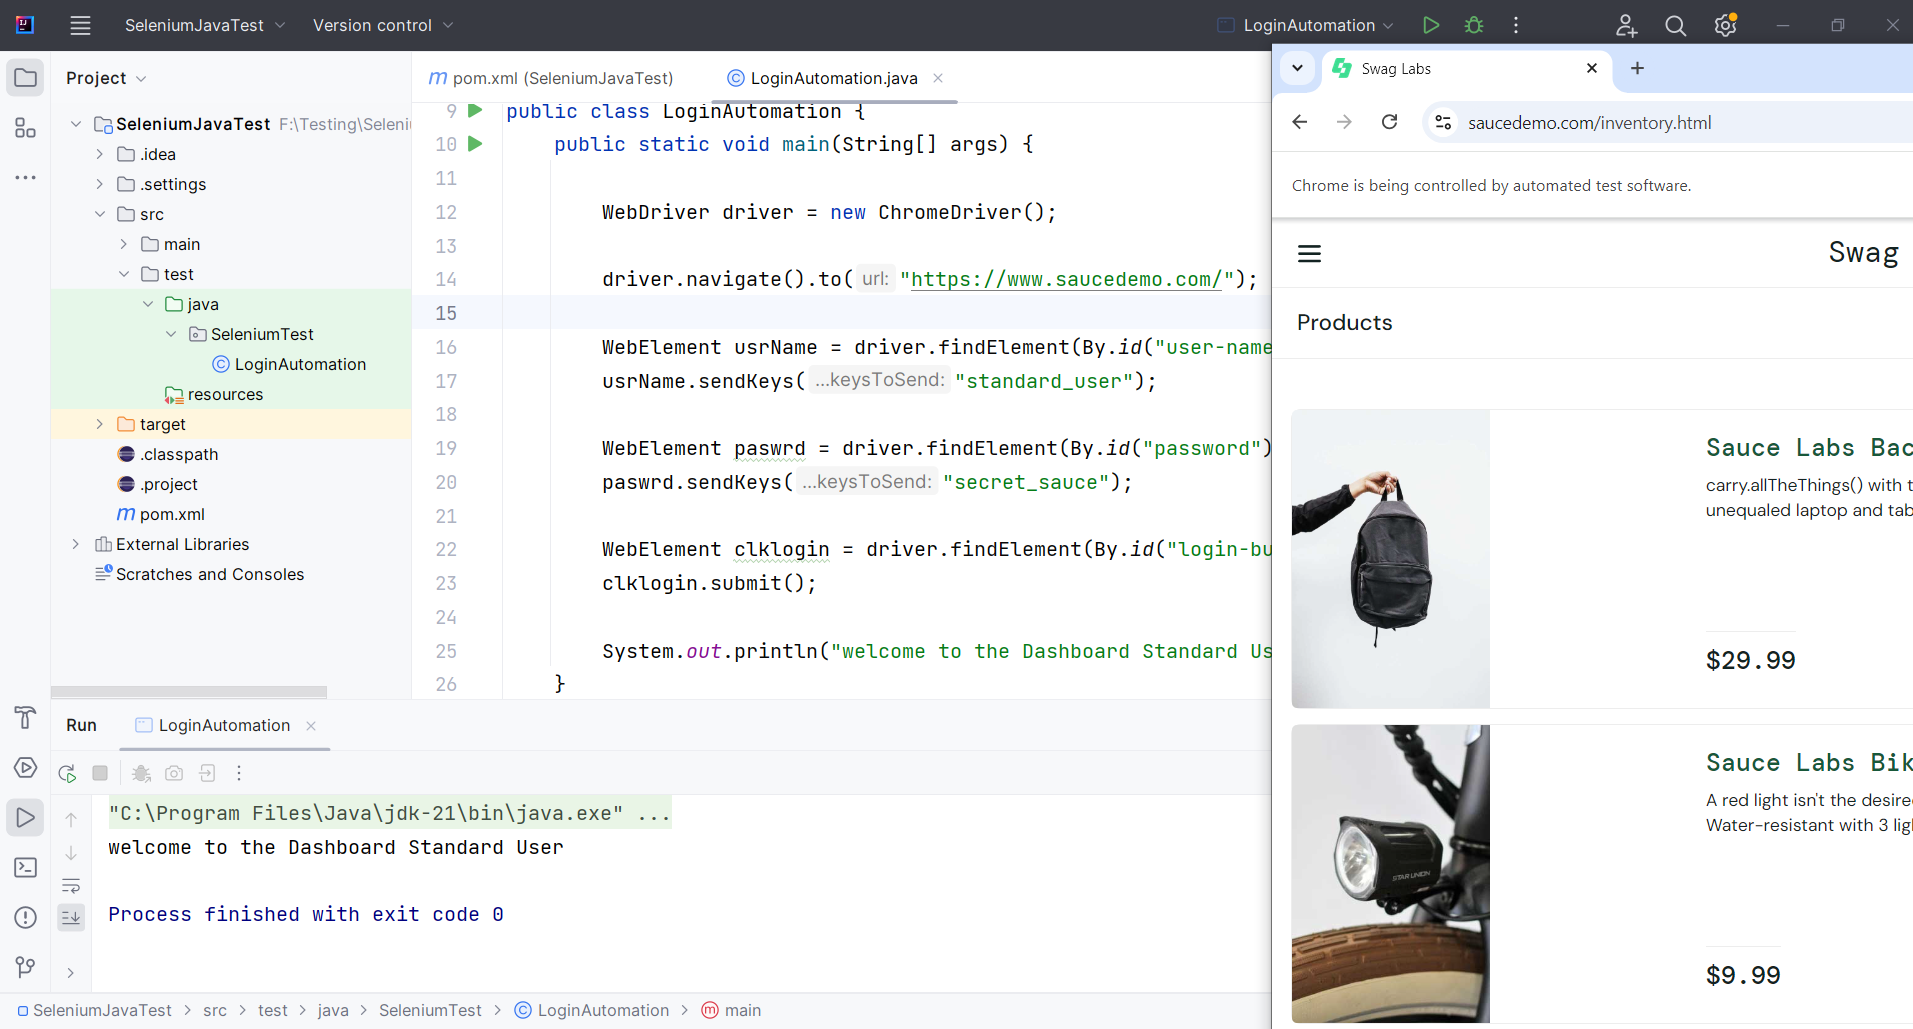 SeleniumJavaTest
Version control
LoginAutomation
Project
SeleniumJavaTest F:\Testing\Seleni
.idea
.settings
src
main
test
java
SeleniumTest
LoginAutomation
resources
target
.classpath
.project
m pom.xml
External Libraries
Scratches and Consoles
m pom.xml (SeleniumJavaTest)
LoginAutomation.java
9 public class LoginAutomation {
10 public static void main(String[] args) {
11
12 WebDriver driver = new ChromeDriver();
13
14 driver.navigate().to( url: "https://www.saucedemo.com/");
15
16 WebElement usrName = driver.findElement(By.id("user-name
17 usrName.sendKeys( ...keysToSend: "standard_user");
18
19 WebElement paswrd = driver.findElement(By.id("password")
20 paswrd.sendKeys( ...keysToSend: "secret_sauce");
21
22 WebElement clklogin = driver.findElement(By.id("login-bu
23 clklogin.submit();
24
25 System.out.println("welcome to the Dashboard Standard Us
26 }
Swag Labs
saucedemo.com/inventory.html
Chrome is being controlled by automated test software.
Swag
Products
Sauce Labs Bac
carry.allTheThings() with t
unequaled laptop and tab
$29.99
STAR UNION
Sauce Labs Bik
A red light isn't the desire
Water-resistant with 3 lig
$9.99
Run
LoginAutomation
"C:\Program Files\Java\jdk-21\bin\java.exe" ...
welcome to the Dashboard Standard User
Process finished with exit code 0
SeleniumJavaTest > src > test > java > SeleniumTest > LoginAutomation > m main